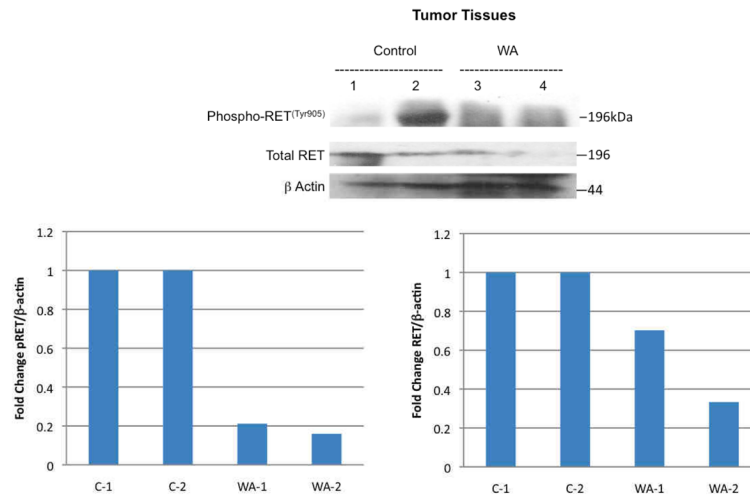 Tumor Tissues
Control WA
1 2 3 4
Phospho-RET(Tyr905) –196kDa
Total RET –196
β Actin –44
Fold Change pRET/β-actin
1.2
1
0.8
0.6
0.4
0.2
0
C-1 C-2 WA-1 WA-2
Fold Change RET/β-actin
1.2
1
0.8
0.6
0.4
0.2
0
C-1 C-2 WA-1 WA-2